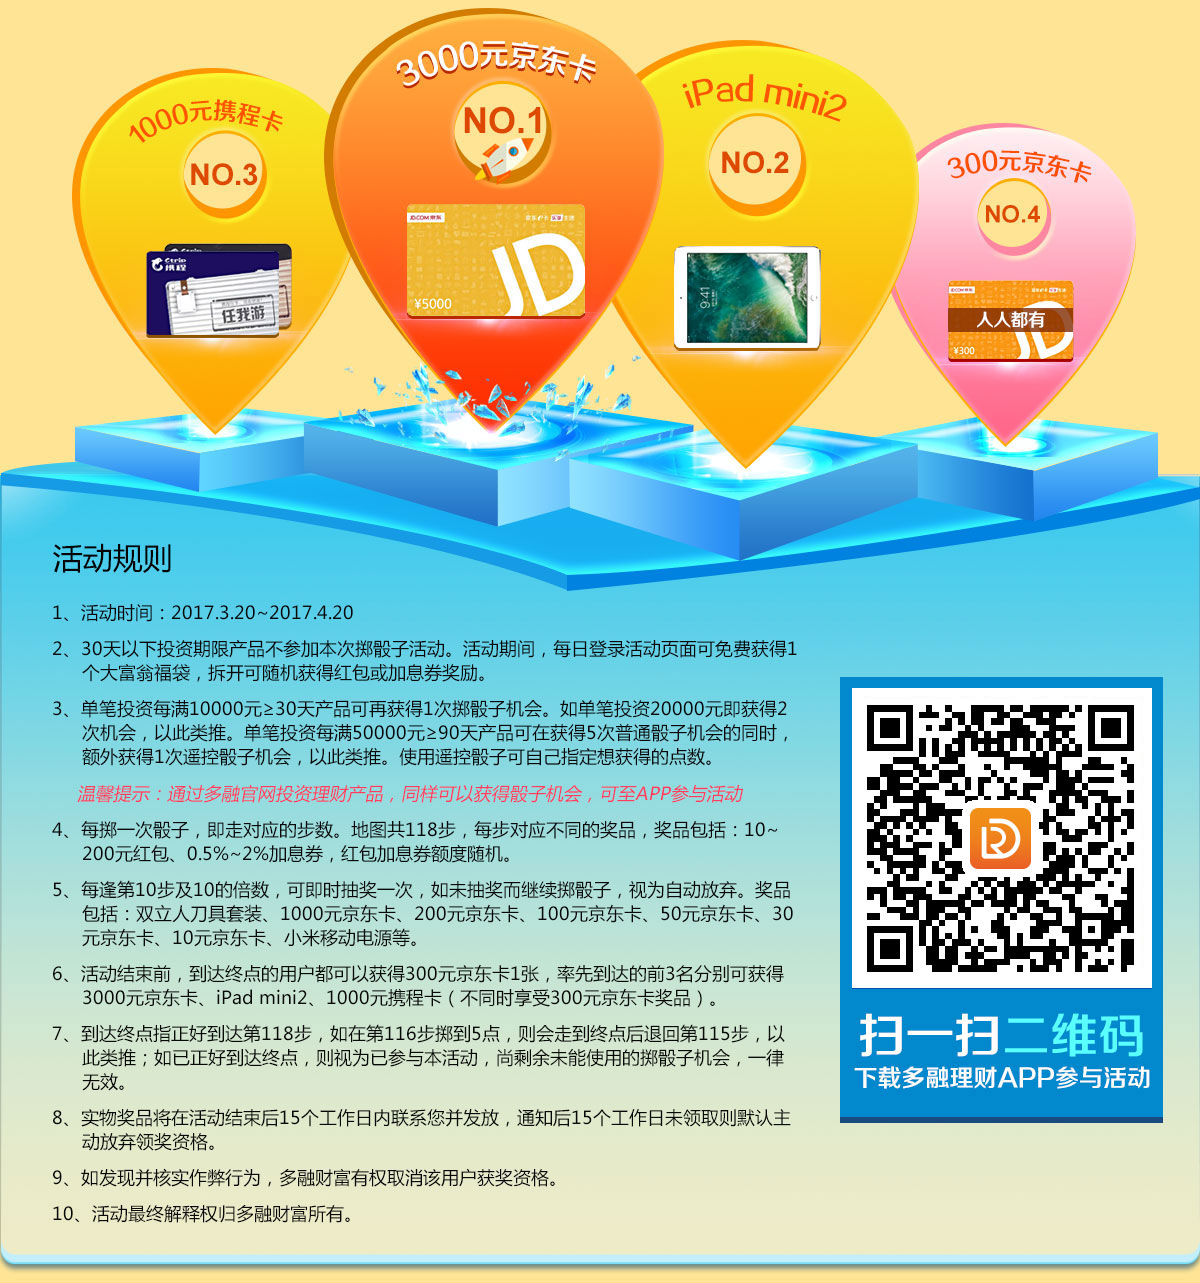 3000元京东卡
NO.1
JD.COM 京东
JD
¥5000
iPad mini2
NO.2
9:41
1000元携程卡
NO.3
Ctrip
携程
任我游
300元京东卡
NO.4
JD.COM 京东
人人都有
JD
¥300
活动规则
1、活动时间：2017.3.20~2017.4.20
2、30天以下投资期限产品不参加本次掷骰子活动。活动期间，每日登录活动页面可免费获得1
个大富翁福袋，拆开可随机获得红包或加息券奖励。
3、单笔投资每满10000元≥30天产品可再获得1次掷骰子机会。如单笔投资20000元即获得2
次机会，以此类推。单笔投资每满50000元≥90天产品可在获得5次普通骰子机会的同时，
额外获得1次遥控骰子机会，以此类推。使用遥控骰子可自己指定想获得的点数。
温馨提示：通过多融官网投资理财产品，同样可以获得骰子机会，可至APP参与活动
4、每掷一次骰子，即走对应的步数。地图共118步，每步对应不同的奖品，奖品包括：10~
200元红包、0.5%~2%加息券，红包加息券额度随机。
5、每逢第10步及10的倍数，可即时抽奖一次，如未抽奖而继续掷骰子，视为自动放弃。奖品
包括：双立人刀具套装、1000元京东卡、200元京东卡、100元京东卡、50元京东卡、30
元京东卡、10元京东卡、小米移动电源等。
6、活动结束前，到达终点的用户都可以获得300元京东卡1张，率先到达的前3名分别可获得
3000元京东卡、iPad mini2、1000元携程卡（不同时享受300元京东卡奖品）。
7、到达终点指正好到达第118步，如在第116步掷到5点，则会走到终点后退回第115步，以
此类推；如已正好到达终点，则视为已参与本活动，尚剩余未能使用的掷骰子机会，一律
无效。
8、实物奖品将在活动结束后15个工作日内联系您并发放，通知后15个工作日未领取则默认主
动放弃领奖资格。
9、如发现并核实作弊行为，多融财富有权取消该用户获奖资格。
10、活动最终解释权归多融财富所有。
扫一扫二维码
下载多融理财APP参与活动